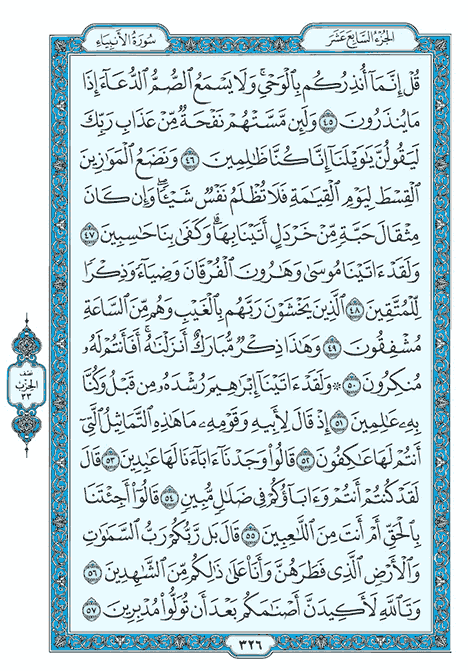 سُورَةُ الأَنبِيَاءِ
الجُزْءُ السَّابِعَ عَشَرَ
قُلْ إِنَّمَآ أُنذِرُكُم بِٱلْوَحْىِۚ وَلَا يَسْمَعُ ٱلصُّمُّ ٱلدُّعَآءَ إِذَا
مَا يُنذَرُونَ ٤٥ وَلَئِن مَّسَّتْهُمْ نَفْحَةٌ مِّنْ عَذَابِ رَبِّكَ
لَيَقُولُنَّ يَٰوَيْلَنَآ إِنَّا كُنَّا ظَٰلِمِينَ ٤٦ وَنَضَعُ ٱلْمَوَٰزِينَ
ٱلْقِسْطَ لِيَوْمِ ٱلْقِيَٰمَةِ فَلَا تُظْلَمُ نَفْسٌ شَيْـًٔاۖ وَإِن كَانَ
مِثْقَالَ حَبَّةٍ مِّنْ خَرْدَلٍ أَتَيْنَا بِهَاۗ وَكَفَىٰ بِنَا حَٰسِبِينَ ٤٧
وَلَقَدْ ءَاتَيْنَا مُوسَىٰ وَهَٰرُونَ ٱلْفُرْقَانَ وَضِيَآءً وَذِكْرًا
لِّلْمُتَّقِينَ ٤٨ ٱلَّذِينَ يَخْشَوْنَ رَبَّهُم بِٱلْغَيْبِ وَهُم مِّنَ ٱلسَّاعَةِ
مُشْفِقُونَ ٤٩ وَهَٰذَا ذِكْرٌ مُّبَارَكٌ أَنزَلْنَٰهُۚ أَفَأَنتُمْ لَهُۥ
مُنكِرُونَ ٥٠ ۞ وَلَقَدْ ءَاتَيْنَآ إِبْرَٰهِيمَ رُشْدَهُۥ مِن قَبْلُ وَكُنَّا
بِهِۦ عَٰلِمِينَ ٥١ إِذْ قَالَ لِأَبِيهِ وَقَوْمِهِۦ مَا هَٰذِهِ ٱلتَّمَاثِيلُ ٱلَّتِىٓ
أَنتُمْ لَهَا عَٰكِفُونَ ٥٢ قَالُوا۟ وَجَدْنَآ ءَابَآءَنَا لَهَا عَٰبِدِينَ ٥٣ قَالَ
لَقَدْ كُنتُمْ أَنتُمْ وَءَابَآؤُكُمْ فِى ضَلَٰلٍ مُّبِينٍ ٥٤ قَالُوٓا۟ أَجِئْتَنَا
بِٱلْحَقِّ أَمْ أَنتَ مِنَ ٱللَّٰعِبِينَ ٥٥ قَالَ بَل رَّبُّكُمْ رَبُّ ٱلسَّمَٰوَٰتِ
وَٱلْأَرْضِ ٱلَّذِى فَطَرَهُنَّ وَأَنَا۠ عَلَىٰ ذَٰلِكُم مِّنَ ٱلشَّٰهِدِينَ ٥٦
وَتَٱللَّهِ لَأَكِيدَنَّ أَصْنَٰمَكُم بَعْدَ أَن تُوَلُّوا۟ مُدْبِرِينَ ٥٧
نصف
الحزب
٣٣
٣٢٦